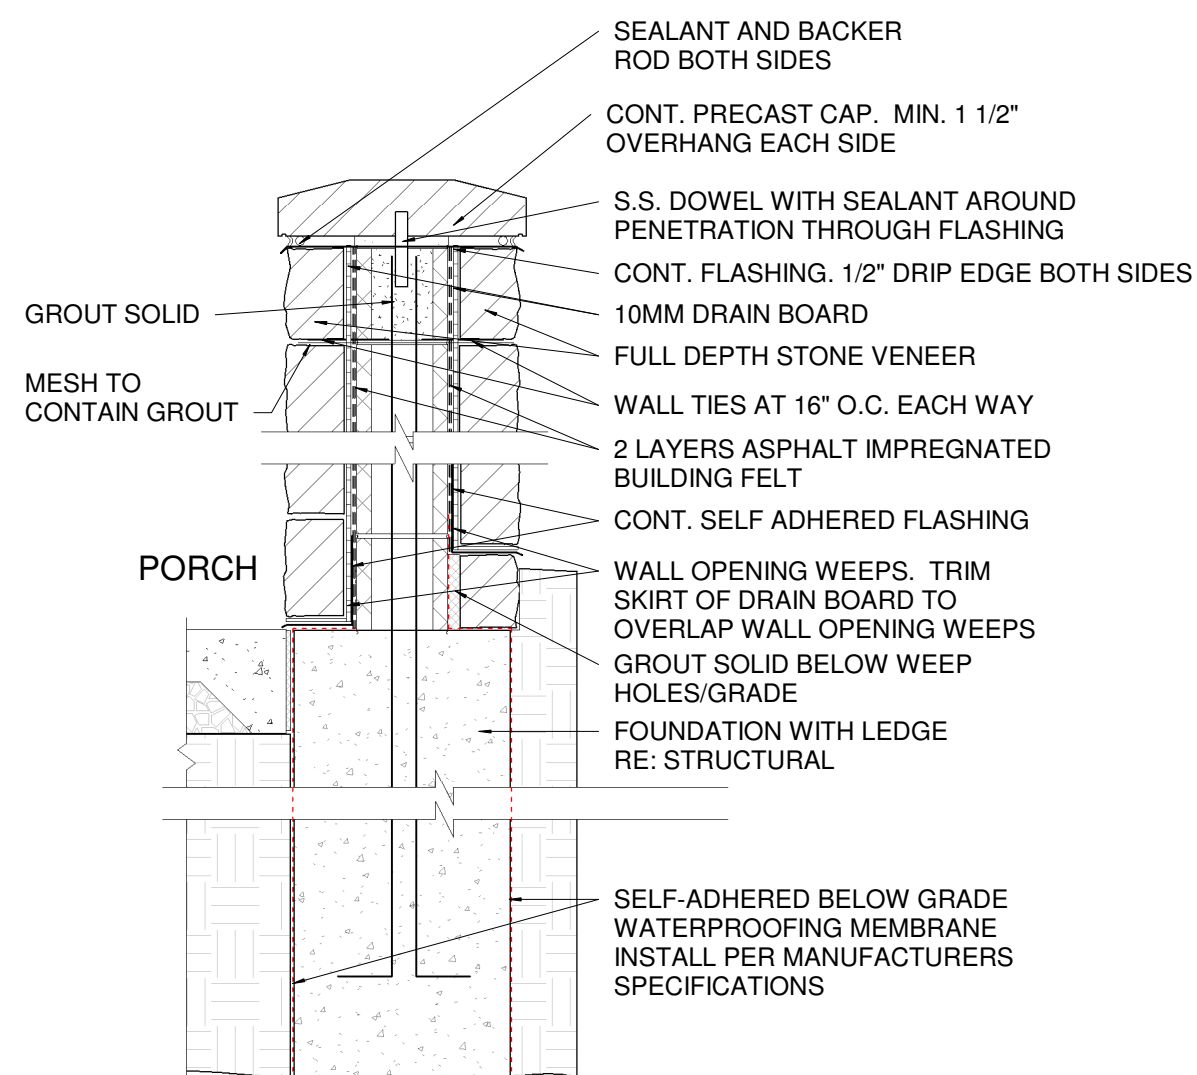 SEALANT AND BACKER
ROD BOTH SIDES
CONT. PRECAST CAP.  MIN. 1 1/2"
OVERHANG EACH SIDE
S.S. DOWEL WITH SEALANT AROUND
PENETRATION THROUGH FLASHING
CONT. FLASHING. 1/2" DRIP EDGE BOTH SIDES
GROUT SOLID
10MM DRAIN BOARD
FULL DEPTH STONE VENEER
MESH TO
CONTAIN GROUT
WALL TIES AT 16" O.C. EACH WAY
2 LAYERS ASPHALT IMPREGNATED
BUILDING FELT
CONT. SELF ADHERED FLASHING
PORCH
WALL OPENING WEEPS.  TRIM
SKIRT OF DRAIN BOARD TO
OVERLAP WALL OPENING WEEPS
GROUT SOLID BELOW WEEP
HOLES/GRADE
FOUNDATION WITH LEDGE
RE: STRUCTURAL
SELF-ADHERED BELOW GRADE
WATERPROOFING MEMBRANE
INSTALL PER MANUFACTURERS
SPECIFICATIONS